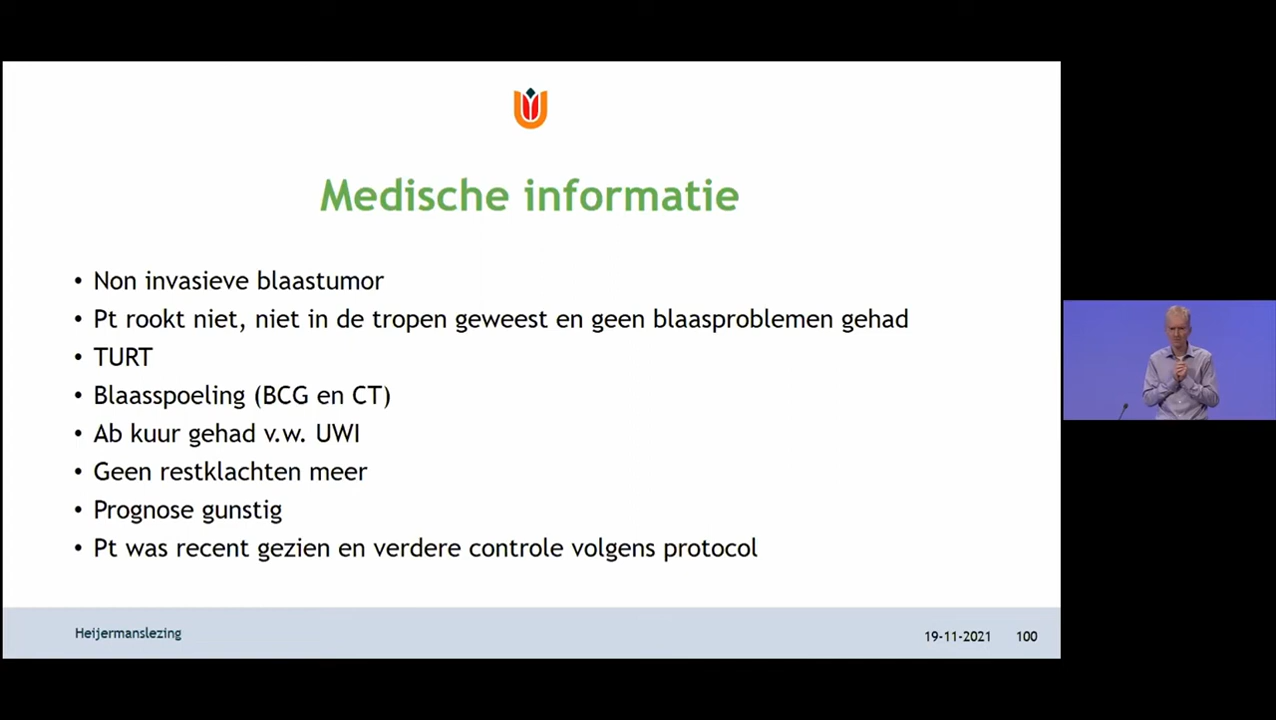 Medische informatie
• Non invasieve blaastumor
• Pt rookt niet, niet in de tropen geweest en geen blaasproblemen gehad
• TURT
• Blaasspoeling (BCG en CT)
• Ab kuur gehad v.w. UWI
• Geen restklachten meer
• Prognose gunstig
• Pt was recent gezien en verdere controle volgens protocol
Heijermanslezing
19-11-2021 100